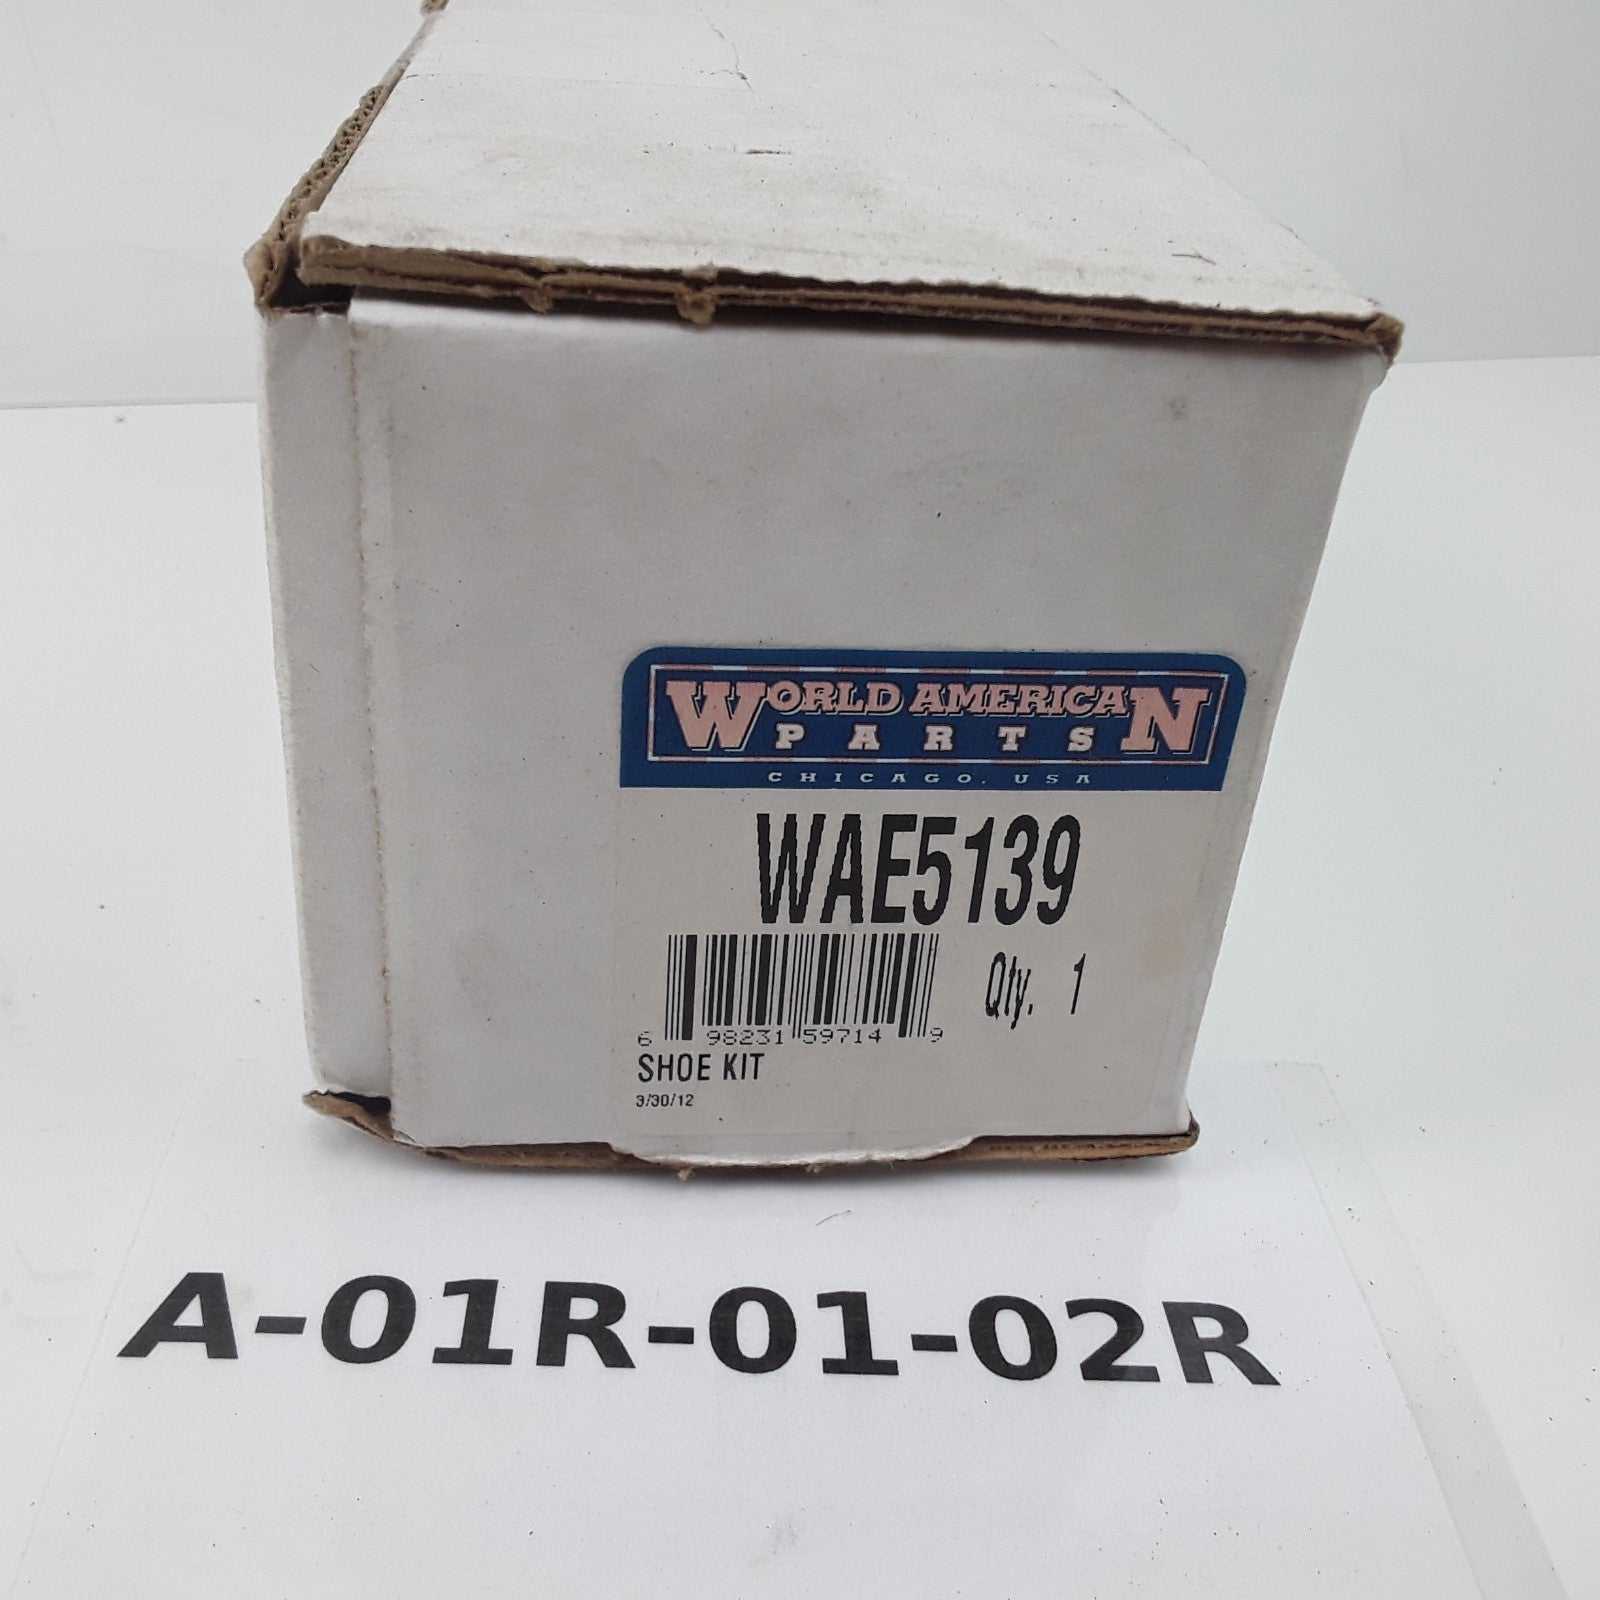 WORLD AMERICAN
PARTS
CHICAGO, USA
WAE5139
Qty. 1
6 98231 59714 9
SHOE KIT
3/30/12
A-01R-01-02R